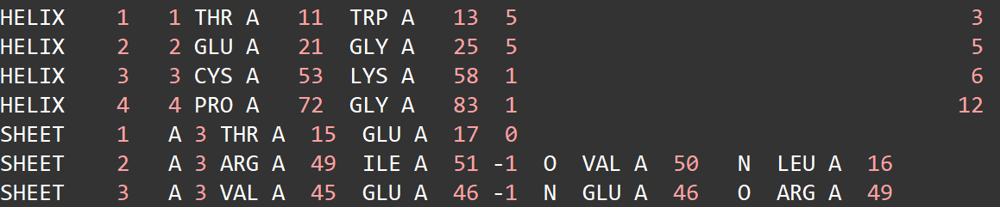 HELIX    1   1 THR A   11  TRP A   13  5                                   3
HELIX    2   2 GLU A   21  GLY A   25  5                                   5
HELIX    3   3 CYS A   53  LYS A   58  1                                   6
HELIX    4   4 PRO A   72  GLY A   83  1                                  12
SHEET    1   A 3 THR A  15  GLU A  17  0
SHEET    2   A 3 ARG A  49  ILE A  51 -1  O  VAL A  50   N  LEU A  16
SHEET    3   A 3 VAL A  45  GLU A  46 -1  N  GLU A  46   O  ARG A  49